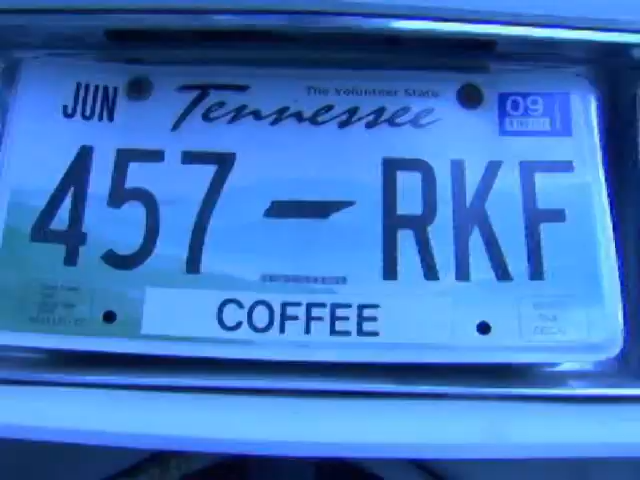 JUN
The Volunteer State
Tennessee
09
457 RKF
COFFEE